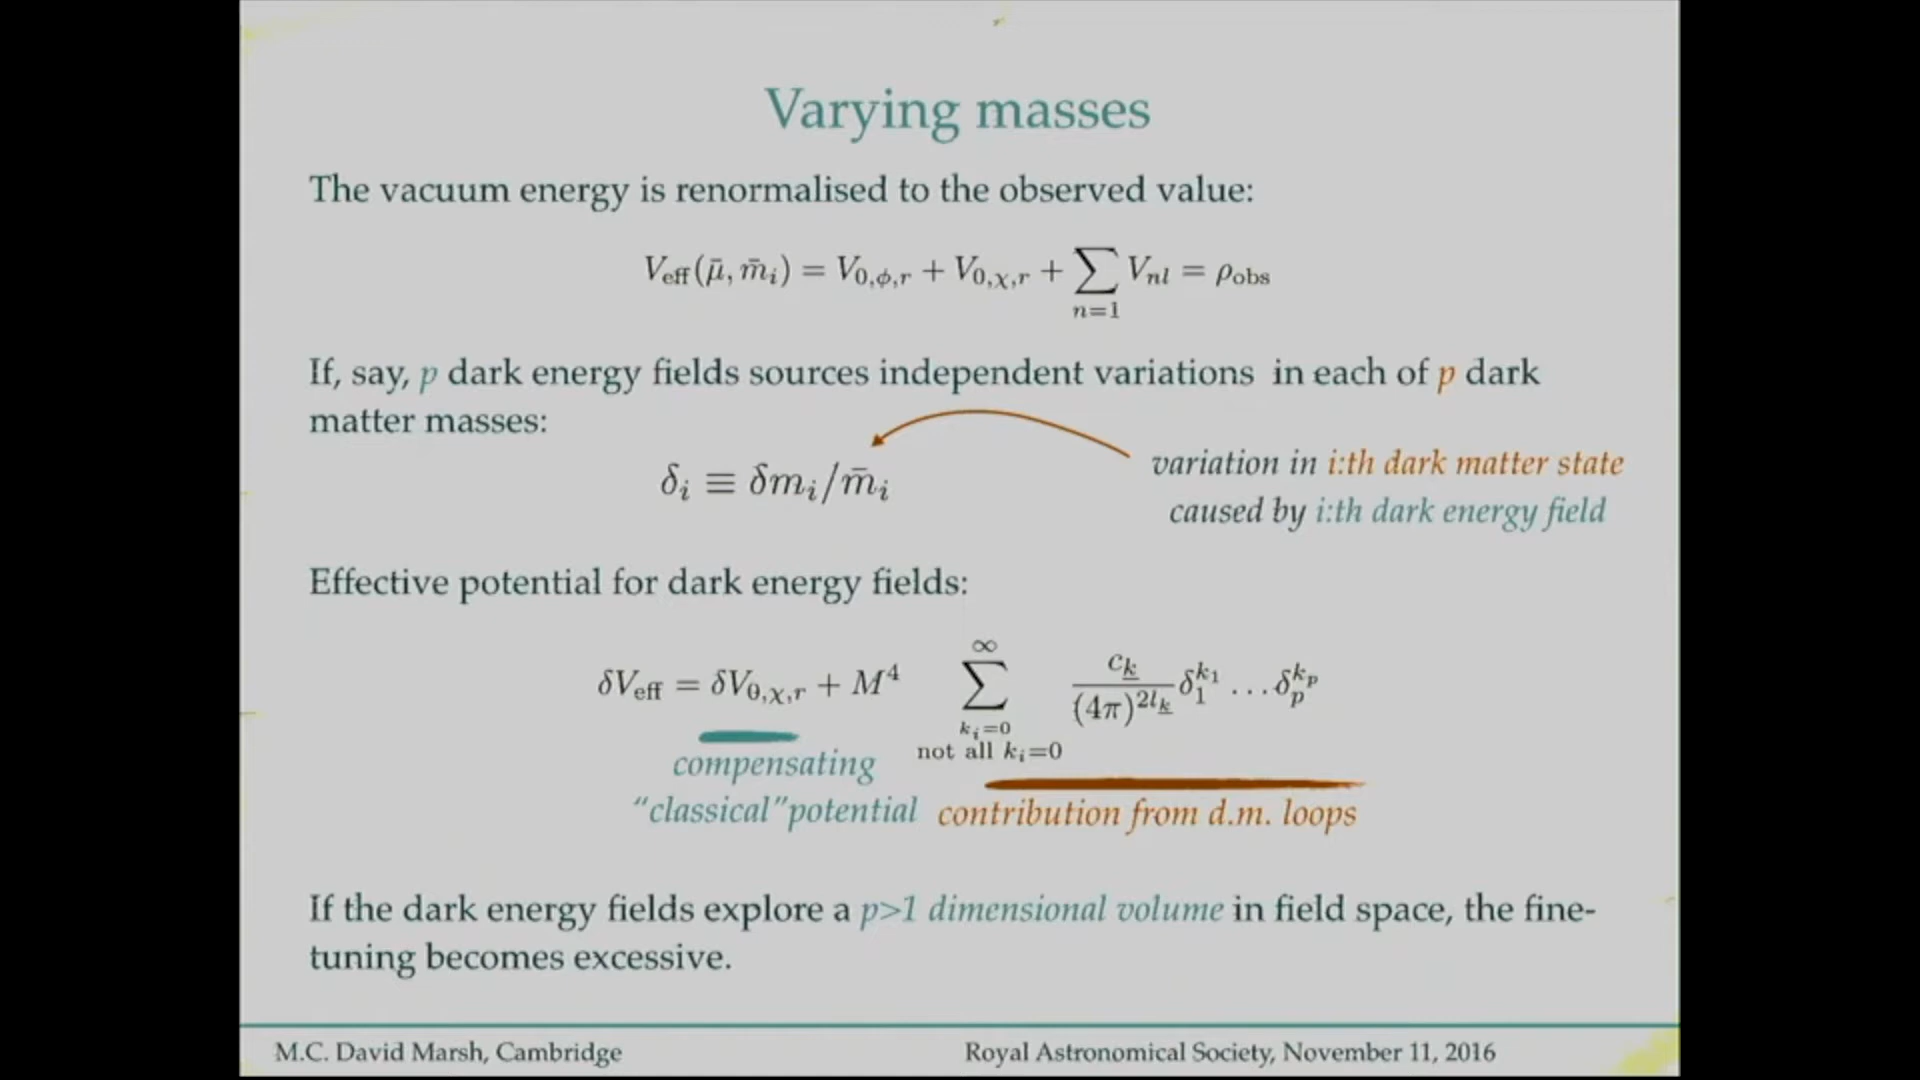 Varying masses
The vacuum energy is renormalised to the observed value:
V_eff(μ̄, m̄_i) = V_{0,ϕ,r} + V_{0,χ,r} + ∑_{n=1} V_{nl} = ρ_obs
If, say, p dark energy fields sources independent variations in each of p dark
matter masses:
δ_i ≡ δm_i/m̄_i
variation in i:th dark matter state
caused by i:th dark energy field
Effective potential for dark energy fields:
δV_eff = δV_{0,χ,r} + M^4 ∑_{k_i=0 not all k_i=0}^∞ c_k̲/(4π)^{2l_k̲} δ_1^{k_1} … δ_p^{k_p}
compensating
"classical"potential
contribution from d.m. loops
If the dark energy fields explore a p>1 dimensional volume in field space, the fine-
tuning becomes excessive.
M.C. David Marsh, Cambridge
Royal Astronomical Society, November 11, 2016